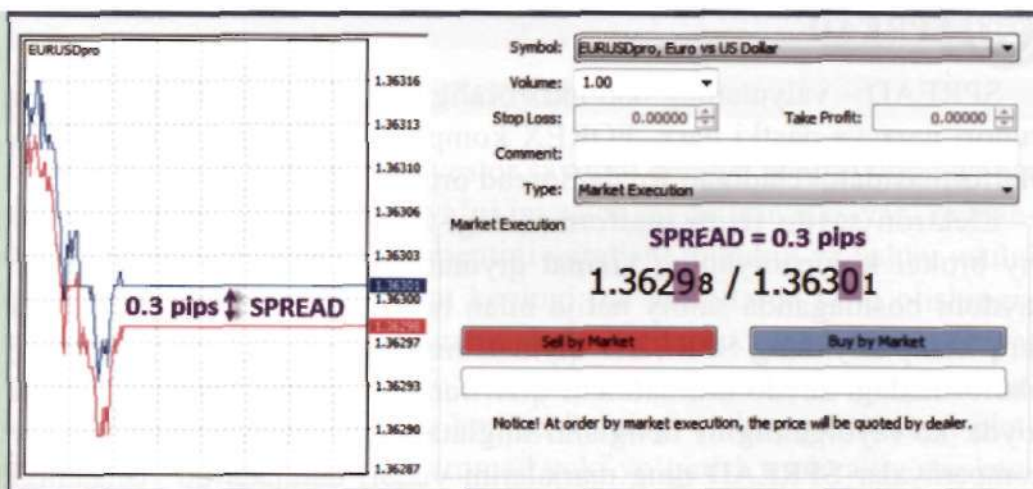 EURUSDpro
1.36316
1.36313
1.36310
1.36306
1.36303
1.36301
1.36300
1.36298
1.36297
1.36293
1.36290
1.36287
0.3 pips SPREAD
Symbol: EURUSDpro, Euro vs US Dollar
Volume: 1.00
Stop Loss: 0.00000 Take Profit: 0.00000
Comment:
Type: Market Execution
Market Execution
SPREAD = 0.3 pips
1.36298 / 1.36301
Sell by Market Buy by Market
Notice! At order by market execution, the price will be quoted by dealer.